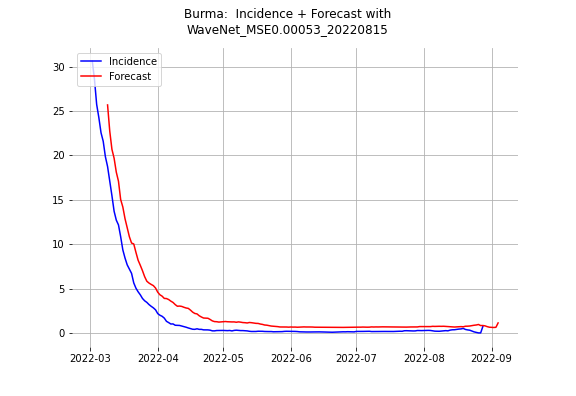 Burma:  Incidence + Forecast with
WaveNet_MSE0.00053_20220815
Incidence
Forecast
30
25
20
15
10
5
0
2022-03 2022-04 2022-05 2022-06 2022-07 2022-08 2022-09